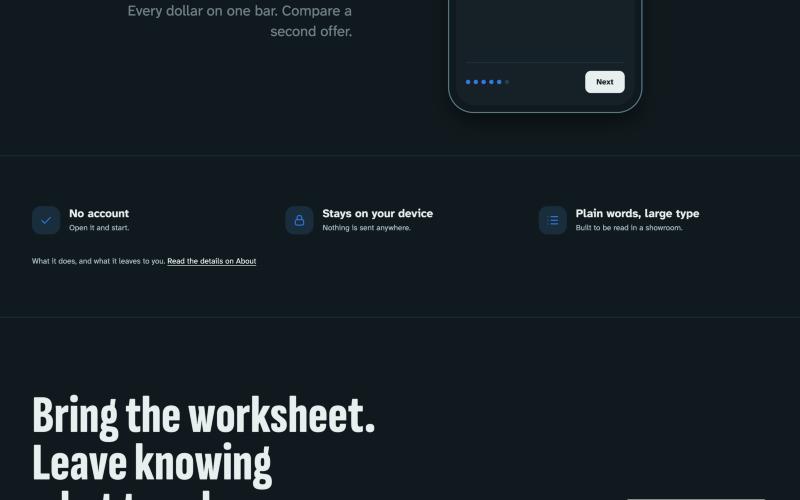 Every dollar on one bar. Compare a
second offer.
Next
No account
Open it and start.
Stays on your device
Nothing is sent anywhere.
Plain words, large type
Built to be read in a showroom.
What it does, and what it leaves to you. Read the details on About
Bring the worksheet.
Leave knowing